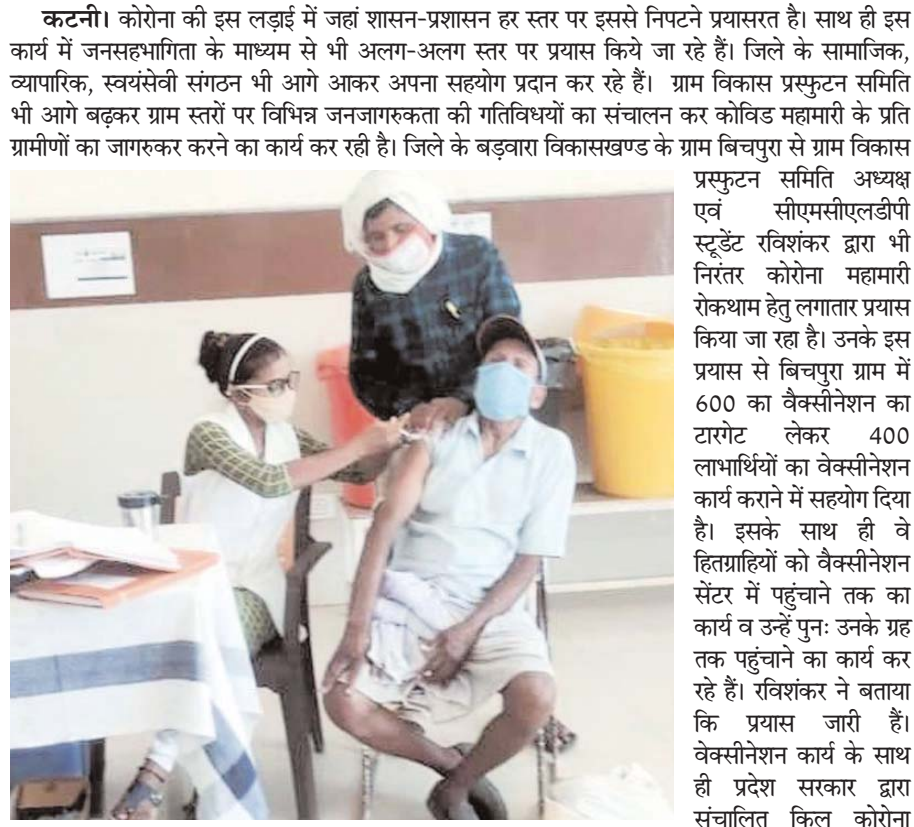 कटनी। कोरोना की इस लड़ाई में जहां शासन-प्रशासन हर स्तर पर इससे निपटने प्रयासरत है। साथ ही इस
कार्य में जनसहभागिता के माध्यम से भी अलग-अलग स्तर पर प्रयास किये जा रहे हैं। जिले के सामाजिक,
व्यापारिक, स्वयंसेवी संगठन भी आगे आकर अपना सहयोग प्रदान कर रहे हैं। ग्राम विकास प्रस्फुटन समिति
भी आगे बढ़कर ग्राम स्तरों पर विभिन्न जनजागरुकता की गतिविधयों का संचालन कर कोविड महामारी के प्रति
ग्रामीणों का जागरुकर करने का कार्य कर रही है। जिले के बड़वारा विकासखण्ड के ग्राम बिचपुरा से ग्राम विकास
प्रस्फुटन समिति अध्यक्ष
एवं सीएमसीएलडीपी
स्टूडेंट रविशंकर द्वारा भी
निरंतर कोरोना महामारी
रोकथाम हेतु लगातार प्रयास
किया जा रहा है। उनके इस
प्रयास से बिचपुरा ग्राम में
600 का वैक्सीनेशन का
टारगेट लेकर 400
लाभार्थियों का वेक्सीनेशन
कार्य कराने में सहयोग दिया
है। इसके साथ ही वे
हितग्राहियों को वैक्सीनेशन
सेंटर में पहुंचाने तक का
कार्य व उन्हें पुनः उनके ग्रह
तक पहुंचाने का कार्य कर
रहे हैं। रविशंकर ने बताया
कि प्रयास जारी हैं।
वेक्सीनेशन कार्य के साथ
ही प्रदेश सरकार द्वारा
संचालित किल कोरोना